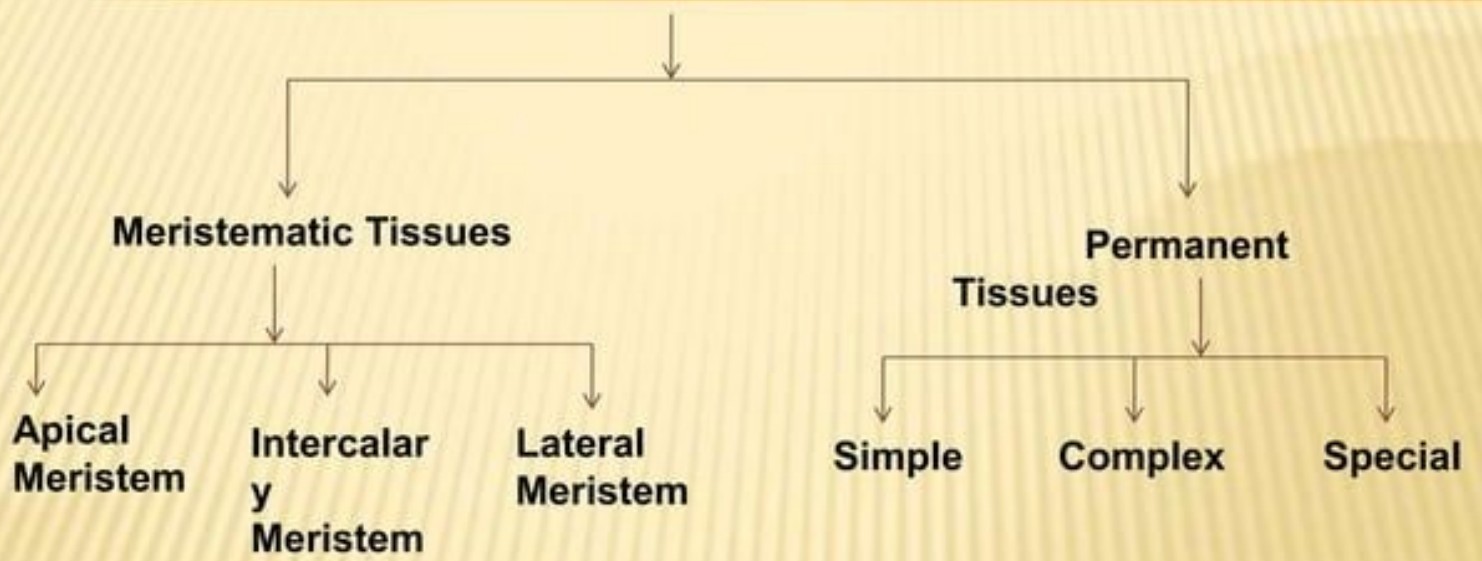 Meristematic Tissues
Permanent
Tissues
Apical
Meristem
Intercalar
y
Meristem
Lateral
Meristem
Simple
Complex
Special